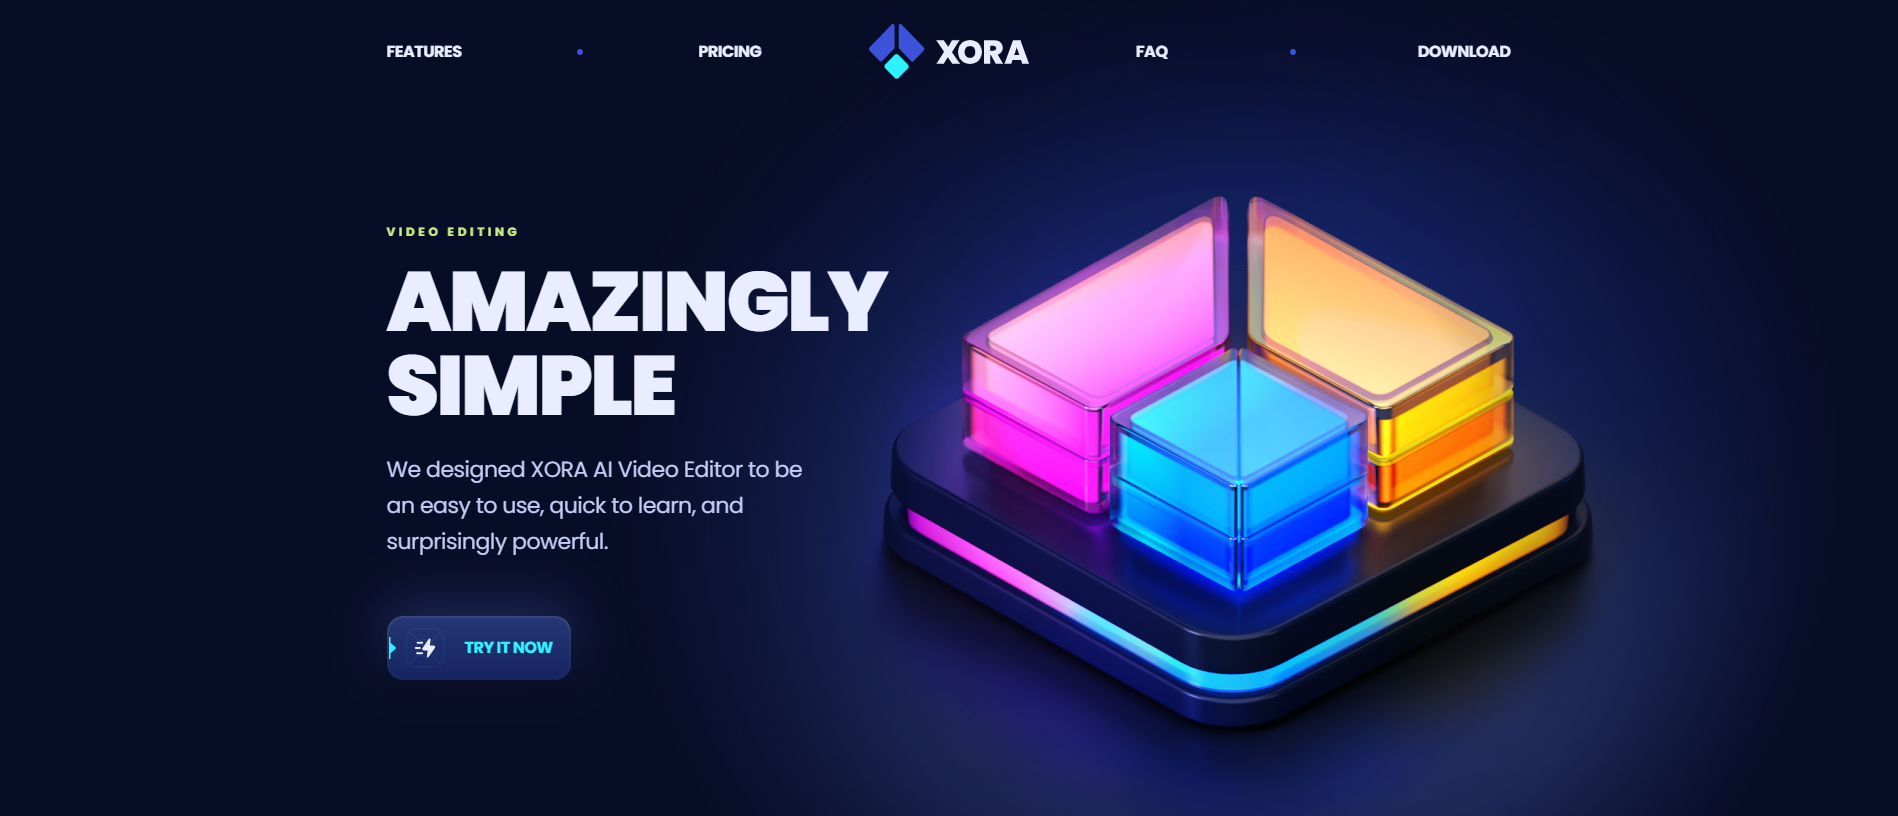 FEATURES
PRICING
XORA
FAQ
DOWNLOAD
VIDEO EDITING
AMAZINGLY
SIMPLE
We designed XORA AI Video Editor to be
an easy to use, quick to learn, and
surprisingly powerful.
TRY IT NOW